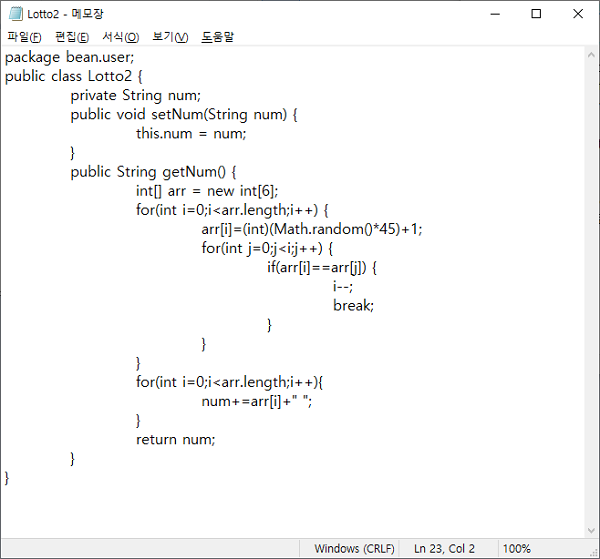 Lotto2 - 메모장
파일(F) 편집(E) 서식(O) 보기(V) 도움말
package bean.user;
public class Lotto2 {
private String num;
public void setNum(String num) {
this.num = num;
}
public String getNum() {
int[] arr = new int[6];
for(int i=0;i<arr.length;i++) {
arr[i]=(int)(Math.random()*45)+1;
for(int j=0;j<i;j++) {
if(arr[i]==arr[j]) {
i--;
break;
}
}
}
for(int i=0;i<arr.length;i++){
num+=arr[i]+" ";
}
return num;
}
}
Windows (CRLF) Ln 23, Col 2 100%